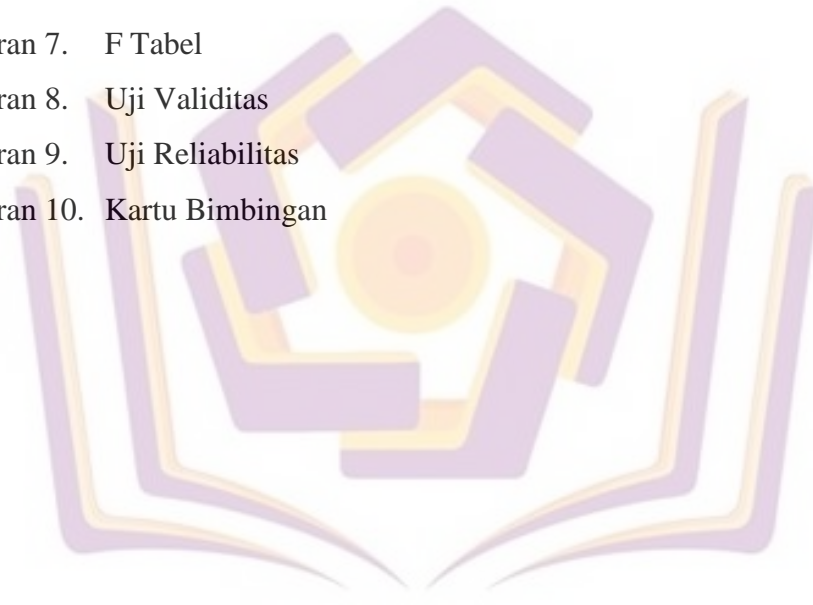 ran 7. F Tabel
ran 8. Uji Validitas
ran 9. Uji Reliabilitas
ran 10. Kartu Bimbingan